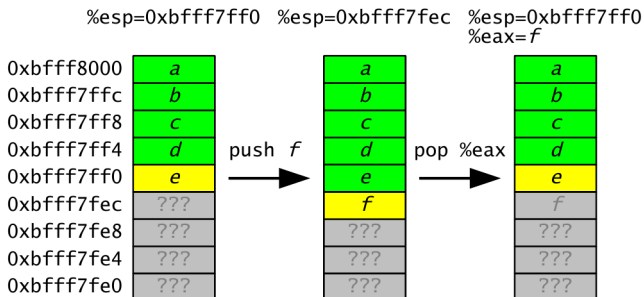 %esp=0xbfff7ff0 %esp=0xbfff7fec %esp=0xbfff7ff0
%eax=f
0xbfff8000 a a a
0xbfff7ffc b b b
0xbfff7ff8 c c c
0xbfff7ff4 d push f d pop %eax d
0xbfff7ff0 e e e
0xbfff7fec ??? f f
0xbfff7fe8 ??? ??? ???
0xbfff7fe4 ??? ??? ???
0xbfff7fe0 ??? ??? ???